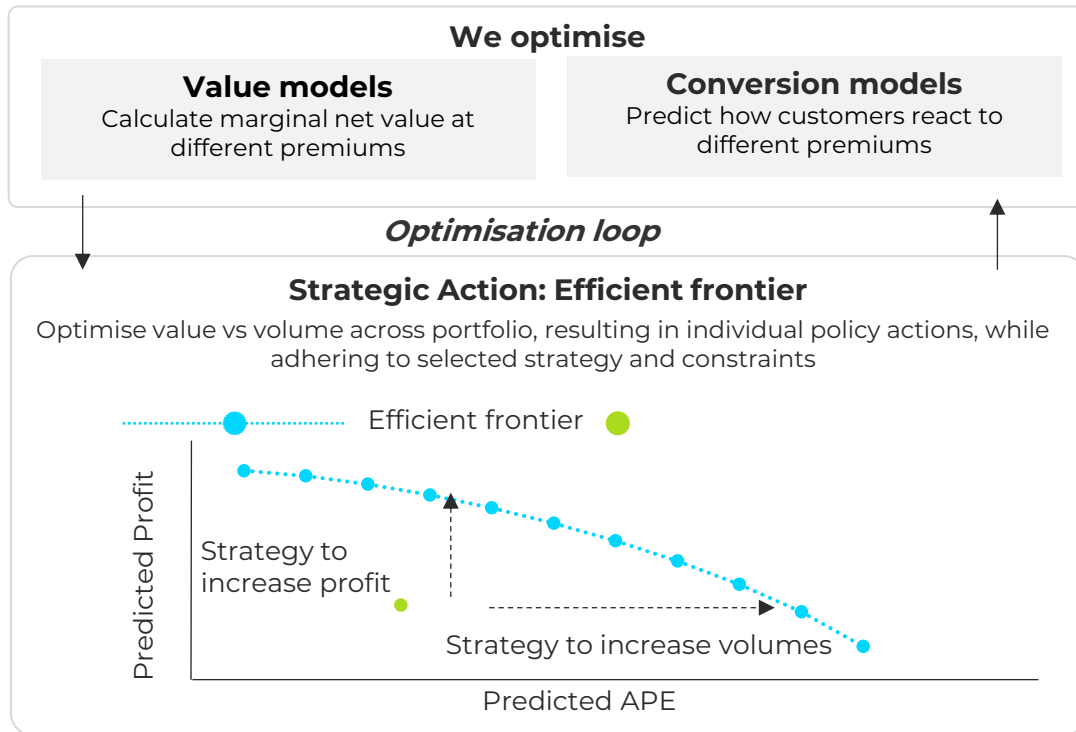 We optimise
Value models
Calculate marginal net value at
different premiums
Conversion models
Predict how customers react to
different premiums
Optimisation loop
Strategic Action: Efficient frontier
Optimise value vs volume across portfolio, resulting in individual policy actions, while
adhering to selected strategy and constraints
Efficient frontier
Predicted Profit
Strategy to
increase profit
Strategy to increase volumes
Predicted APE